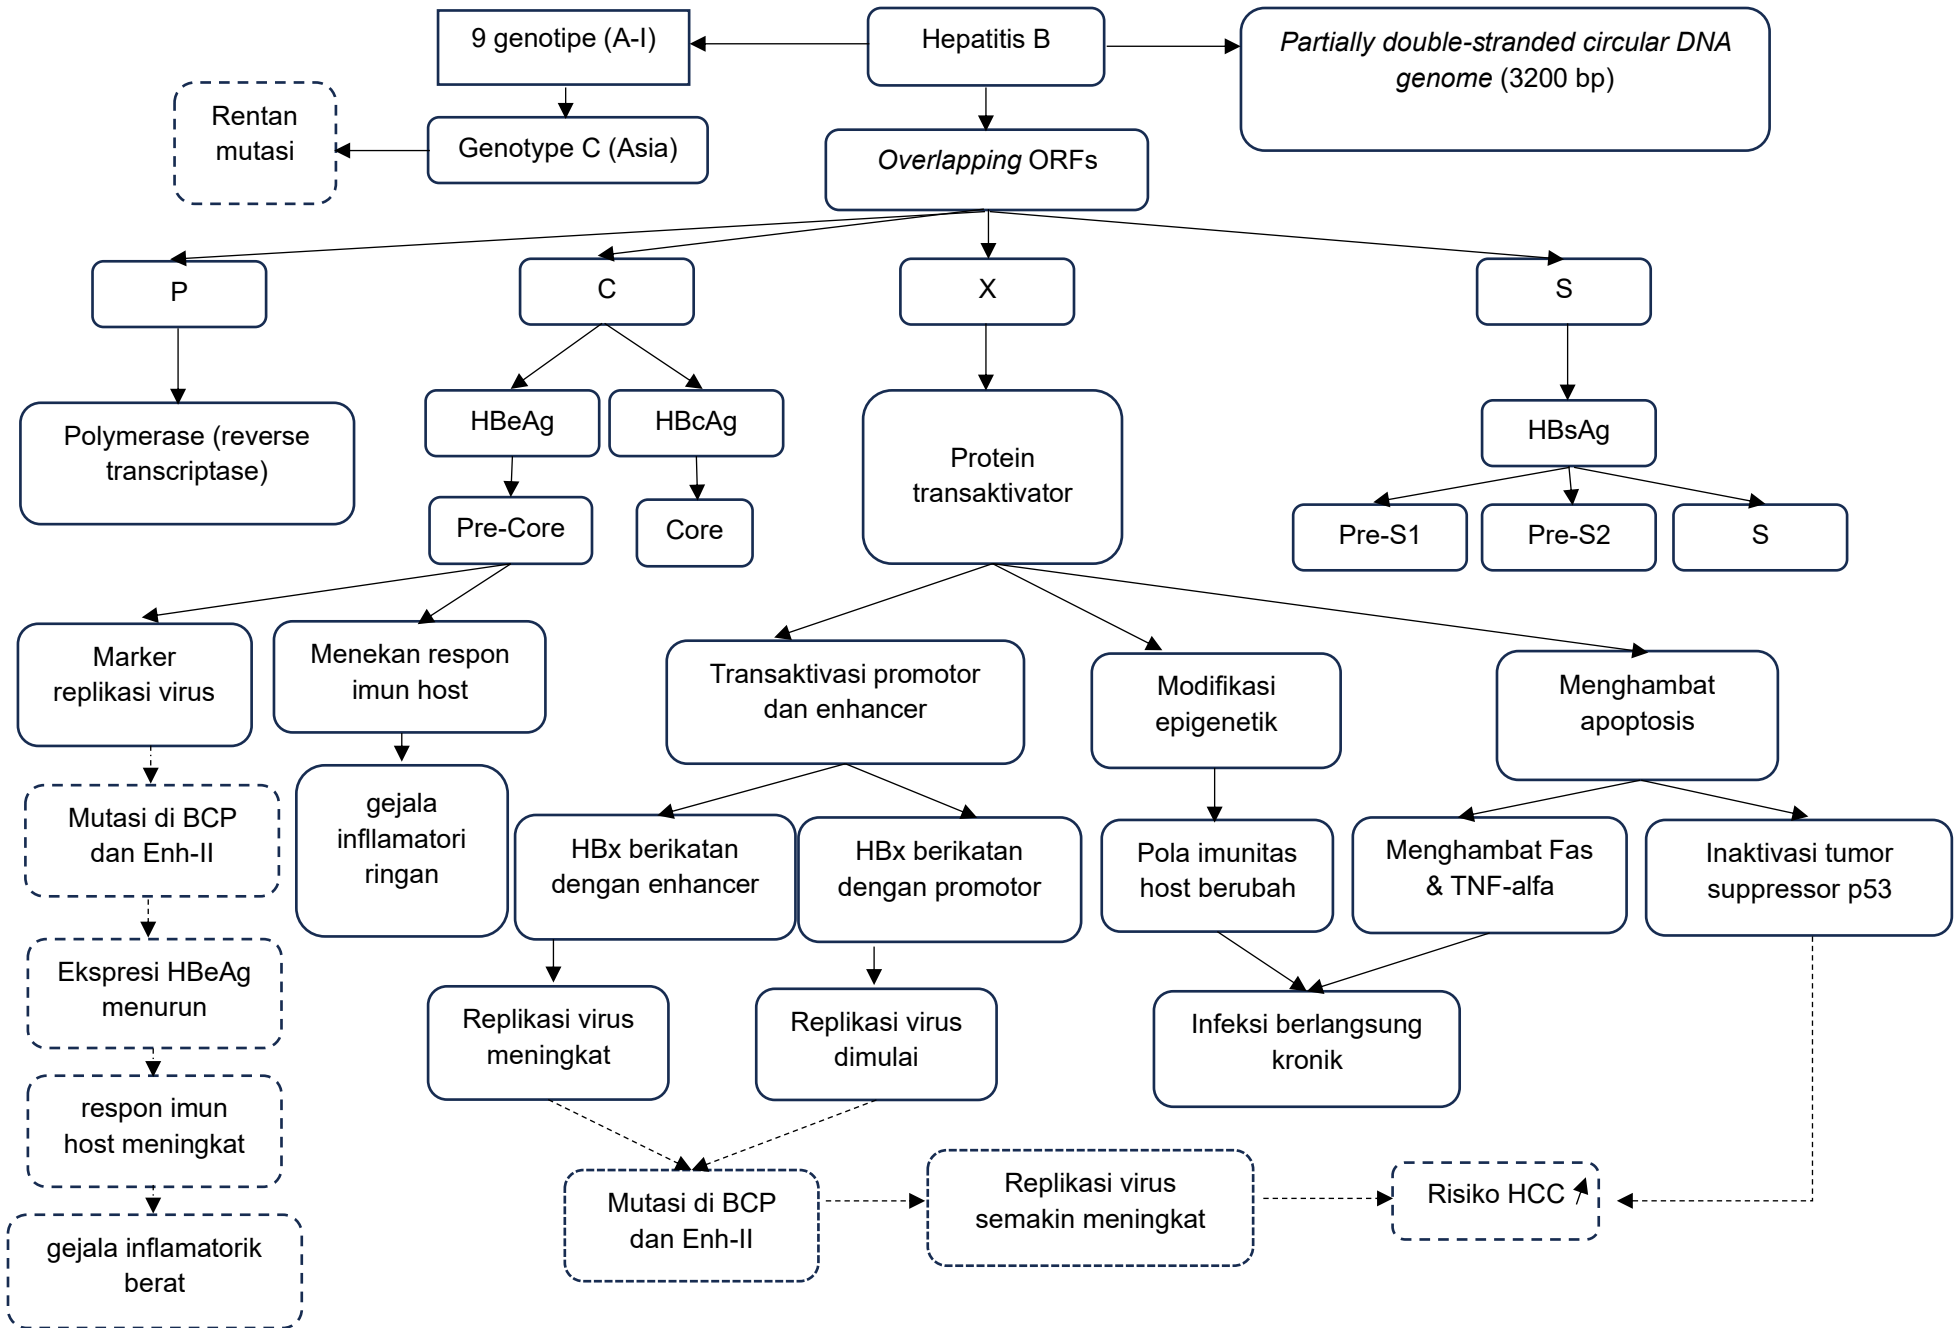 9 genotipe (A-I)
Hepatitis B
Partially double-stranded circular DNA
genome (3200 bp)
Rentan
mutasi
Genotype C (Asia)
Overlapping ORFs
P
C
X
S
Polymerase (reverse
transcriptase)
HBeAg
HBcAg
Protein
transaktivator
HBsAg
Pre-Core
Core
Pre-S1
Pre-S2
S
Marker
replikasi virus
Menekan respon
imun host
Transaktivasi promotor
dan enhancer
Modifikasi
epigenetik
Menghambat
apoptosis
Mutasi di BCP
dan Enh-II
gejala
infllamatori
ringan
HBx berikatan
dengan enhancer
HBx berikatan
dengan promotor
Pola imunitas
host berubah
Menghambat Fas
& TNF-alfa
Inaktivasi tumor
suppressor p53
Ekspresi HBeAg
menurun
Replikasi virus
meningkat
Replikasi virus
dimulai
Infeksi berlangsung
kronik
respon imun
host meningkat
Mutasi di BCP
dan Enh-II
Replikasi virus
semakin meningkat
Risiko HCC
gejala inflamatorik
berat